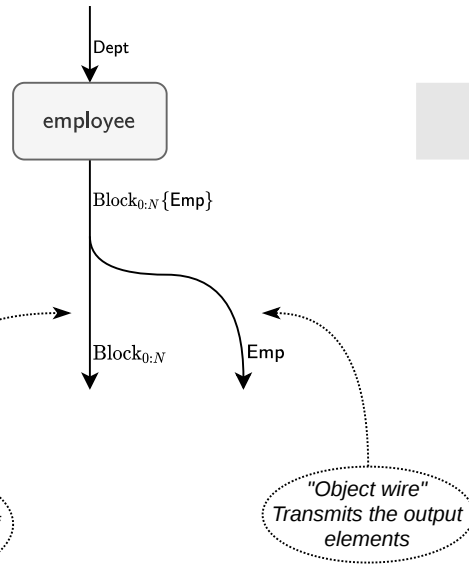 Dept
employee
Block0:N{Emp}
Block0:N
Emp
"Object wire"
Transmits the output
elements